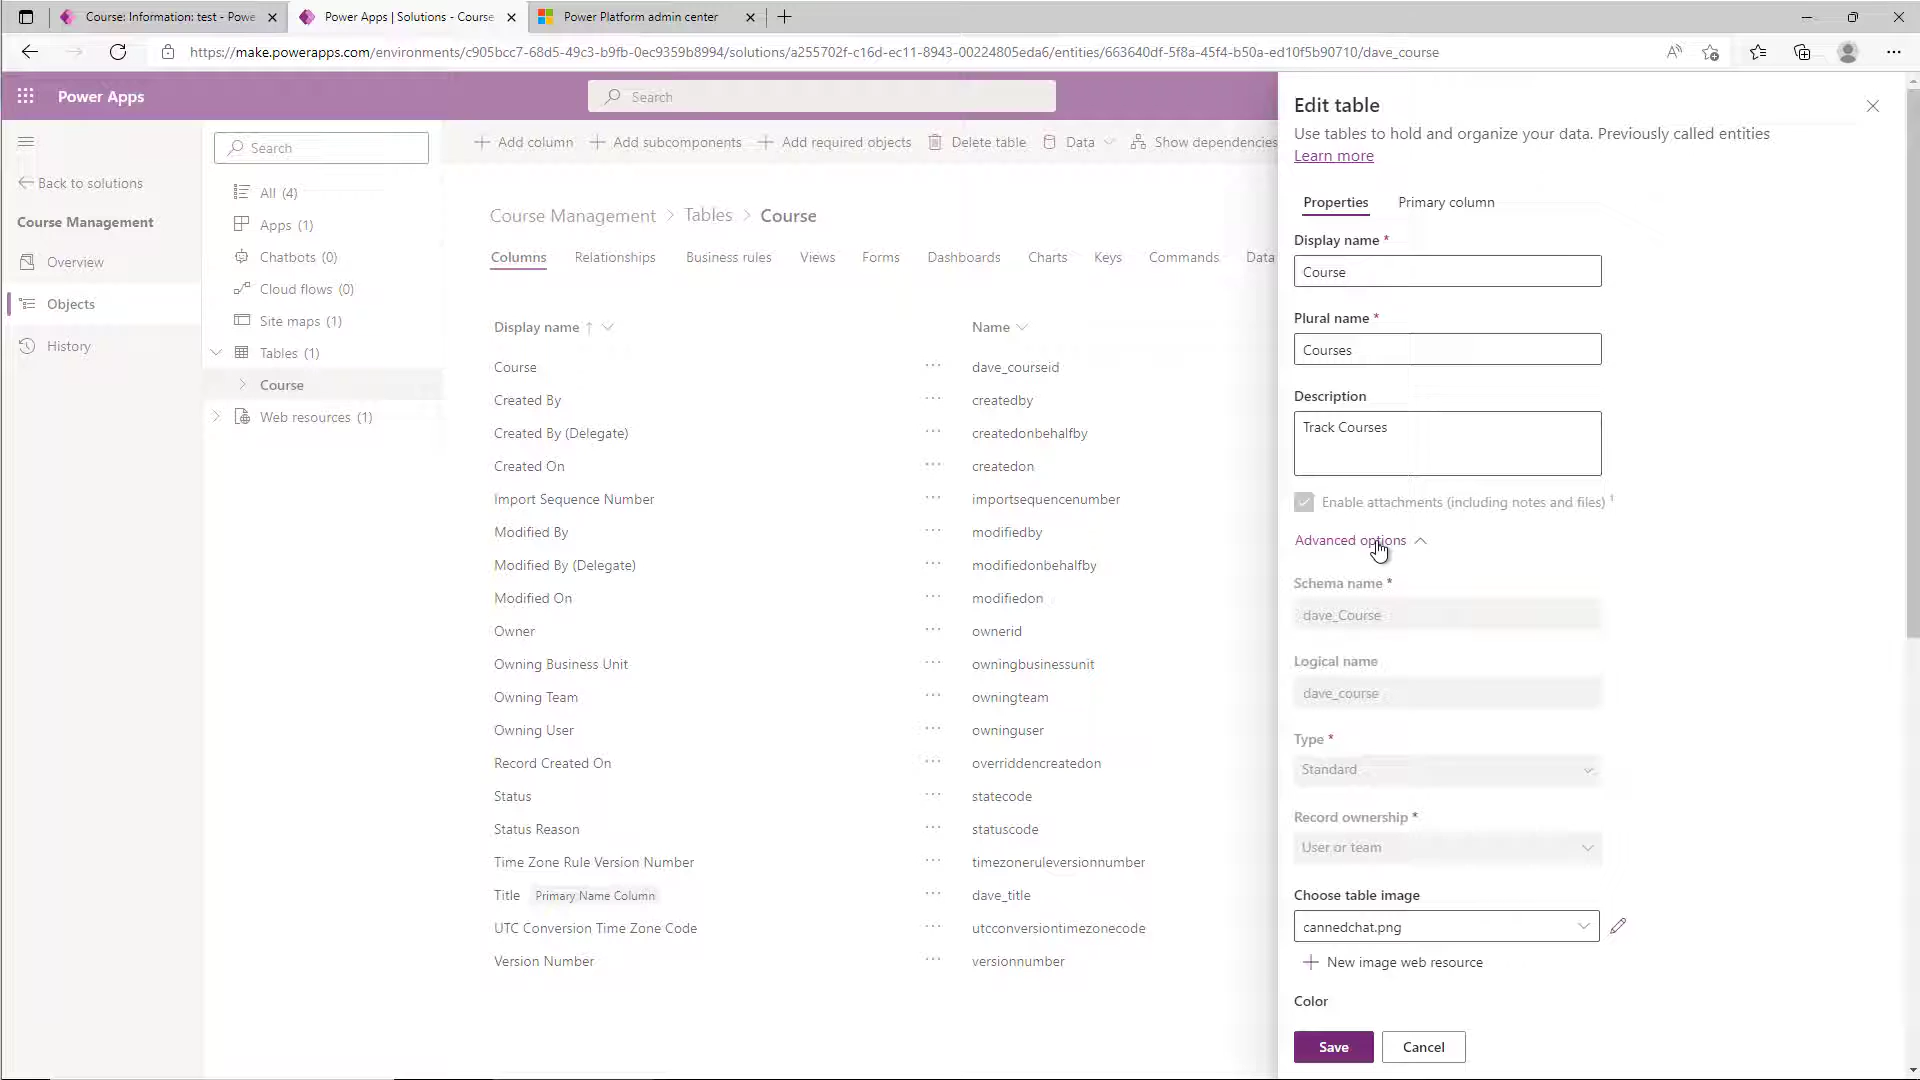 Course: Information: test - Powe
Power Apps | Solutions - Course
Power Platform admin center
https://make.powerapps.com/environments/c905bcc7-68d5-49c3-b9fb-0ec9359b8994/solutions/a255702f-c16d-ec11-8943-00224805eda6/entities/663640df-5f8a-45f4-b50a-ed10f5b90710/dave_course
Power Apps
Search
Back to solutions
Course Management
Overview
Objects
History
Search
All (4)
Apps (1)
Chatbots (0)
Cloud flows (0)
Site maps (1)
Tables (1)
Course
Web resources (1)
Add column
Add subcomponents
Add required objects
Delete table
Data
Show dependencies
Course Management > Tables > Course
Columns Relationships Business rules Views Forms Dashboards Charts Keys Commands Data
Display name ↑ Name
Course ··· dave_courseid
Created By ··· createdby
Created By (Delegate) ··· createdonbehalfby
Created On ··· createdon
Import Sequence Number ··· importsequencenumber
Modified By ··· modifiedby
Modified By (Delegate) ··· modifiedonbehalfby
Modified On ··· modifiedon
Owner ··· ownerid
Owning Business Unit ··· owningbusinessunit
Owning Team ··· owningteam
Owning User ··· owninguser
Record Created On ··· overriddencreatedon
Status ··· statecode
Status Reason ··· statuscode
Time Zone Rule Version Number ··· timezoneruleversionnumber
Title Primary Name Column ··· dave_title
UTC Conversion Time Zone Code ··· utcconversiontimezonecode
Version Number ··· versionnumber
Edit table
Use tables to hold and organize your data. Previously called entities
Learn more
Properties Primary column
Display name *
Course
Plural name *
Courses
Description
Track Courses
Enable attachments (including notes and files) ¹
Advanced options
Schema name *
dave_Course
Logical name
dave_course
Type *
Standard
Record ownership *
User or team
Choose table image
cannedchat.png
New image web resource
Color
Save Cancel